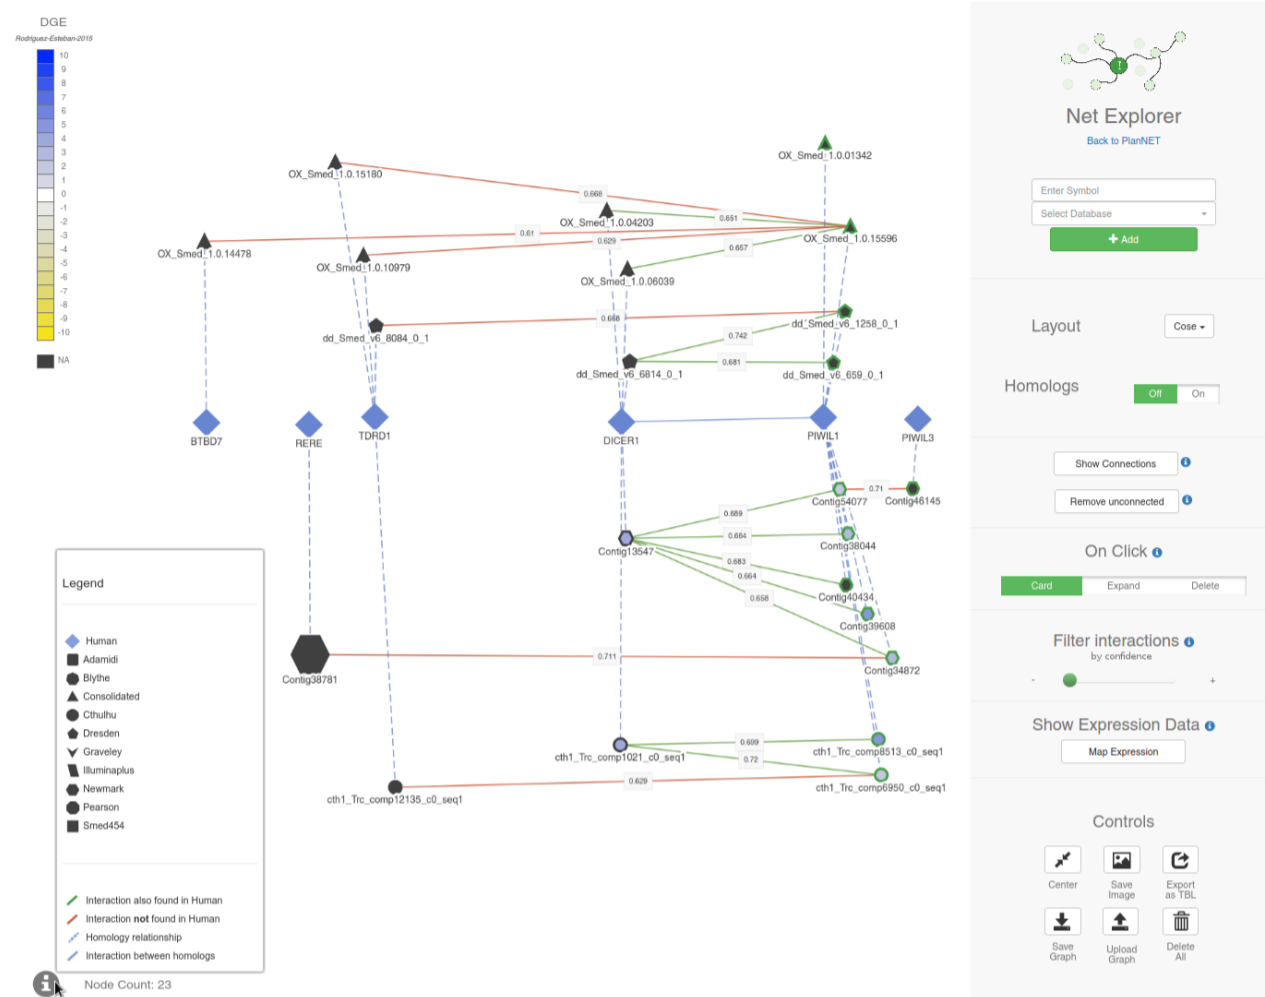 DGE
Rodriguez-Esteban-2015
10
9
8
7
6
5
4
3
2
1
0
-1
-2
-3
-4
-5
-6
-7
-8
-9
-10
NA
OX_Smed_1.0.01342
OX_Smed_1.0.15180
0.668
OX_Smed_1.0.04203
0.651
0.61
0.629
OX_Smed_1.0.15596
0.657
OX_Smed_1.0.14478
OX_Smed_1.0.10979
OX_Smed_1.0.06039
0.668
dd_Smed_v6_1258_0_1
dd_Smed_v6_8084_0_1
0.742
0.681
dd_Smed_v6_6814_0_1
dd_Smed_v6_659_0_1
BTBD7
RERE
TDRD1
DICER1
PIWIL1
PIWIL3
0.71
Contig54077
Contig46145
0.689
0.664
Contig13547
Contig38044
0.683
0.664
0.658
Contig40434
Contig39608
0.711
Contig38781
Contig34872
0.699
0.72
cth1_Trc_comp1021_c0_seq1
cth1_Trc_comp8513_c0_seq1
0.629
cth1_Trc_comp12135_c0_seq1
cth1_Trc_comp6950_c0_seq1
Legend
Human
Adamidi
Blythe
Consolidated
Cthulhu
Dresden
Graveley
Illuminaplus
Newmark
Pearson
Smed454
Interaction also found in Human
Interaction not found in Human
Homology relationship
Interaction between homologs
Node Count: 23
Net Explorer
Back to PlanNET
Enter Symbol
Select Database
+ Add
Layout
Cose
Homologs
Off
On
Show Connections
Remove unconnected
On Click
Card
Expand
Delete
Filter interactions
by confidence
-
+
Show Expression Data
Map Expression
Controls
Center
Save
Image
Export
as TBL
Save
Graph
Upload
Graph
Delete
All